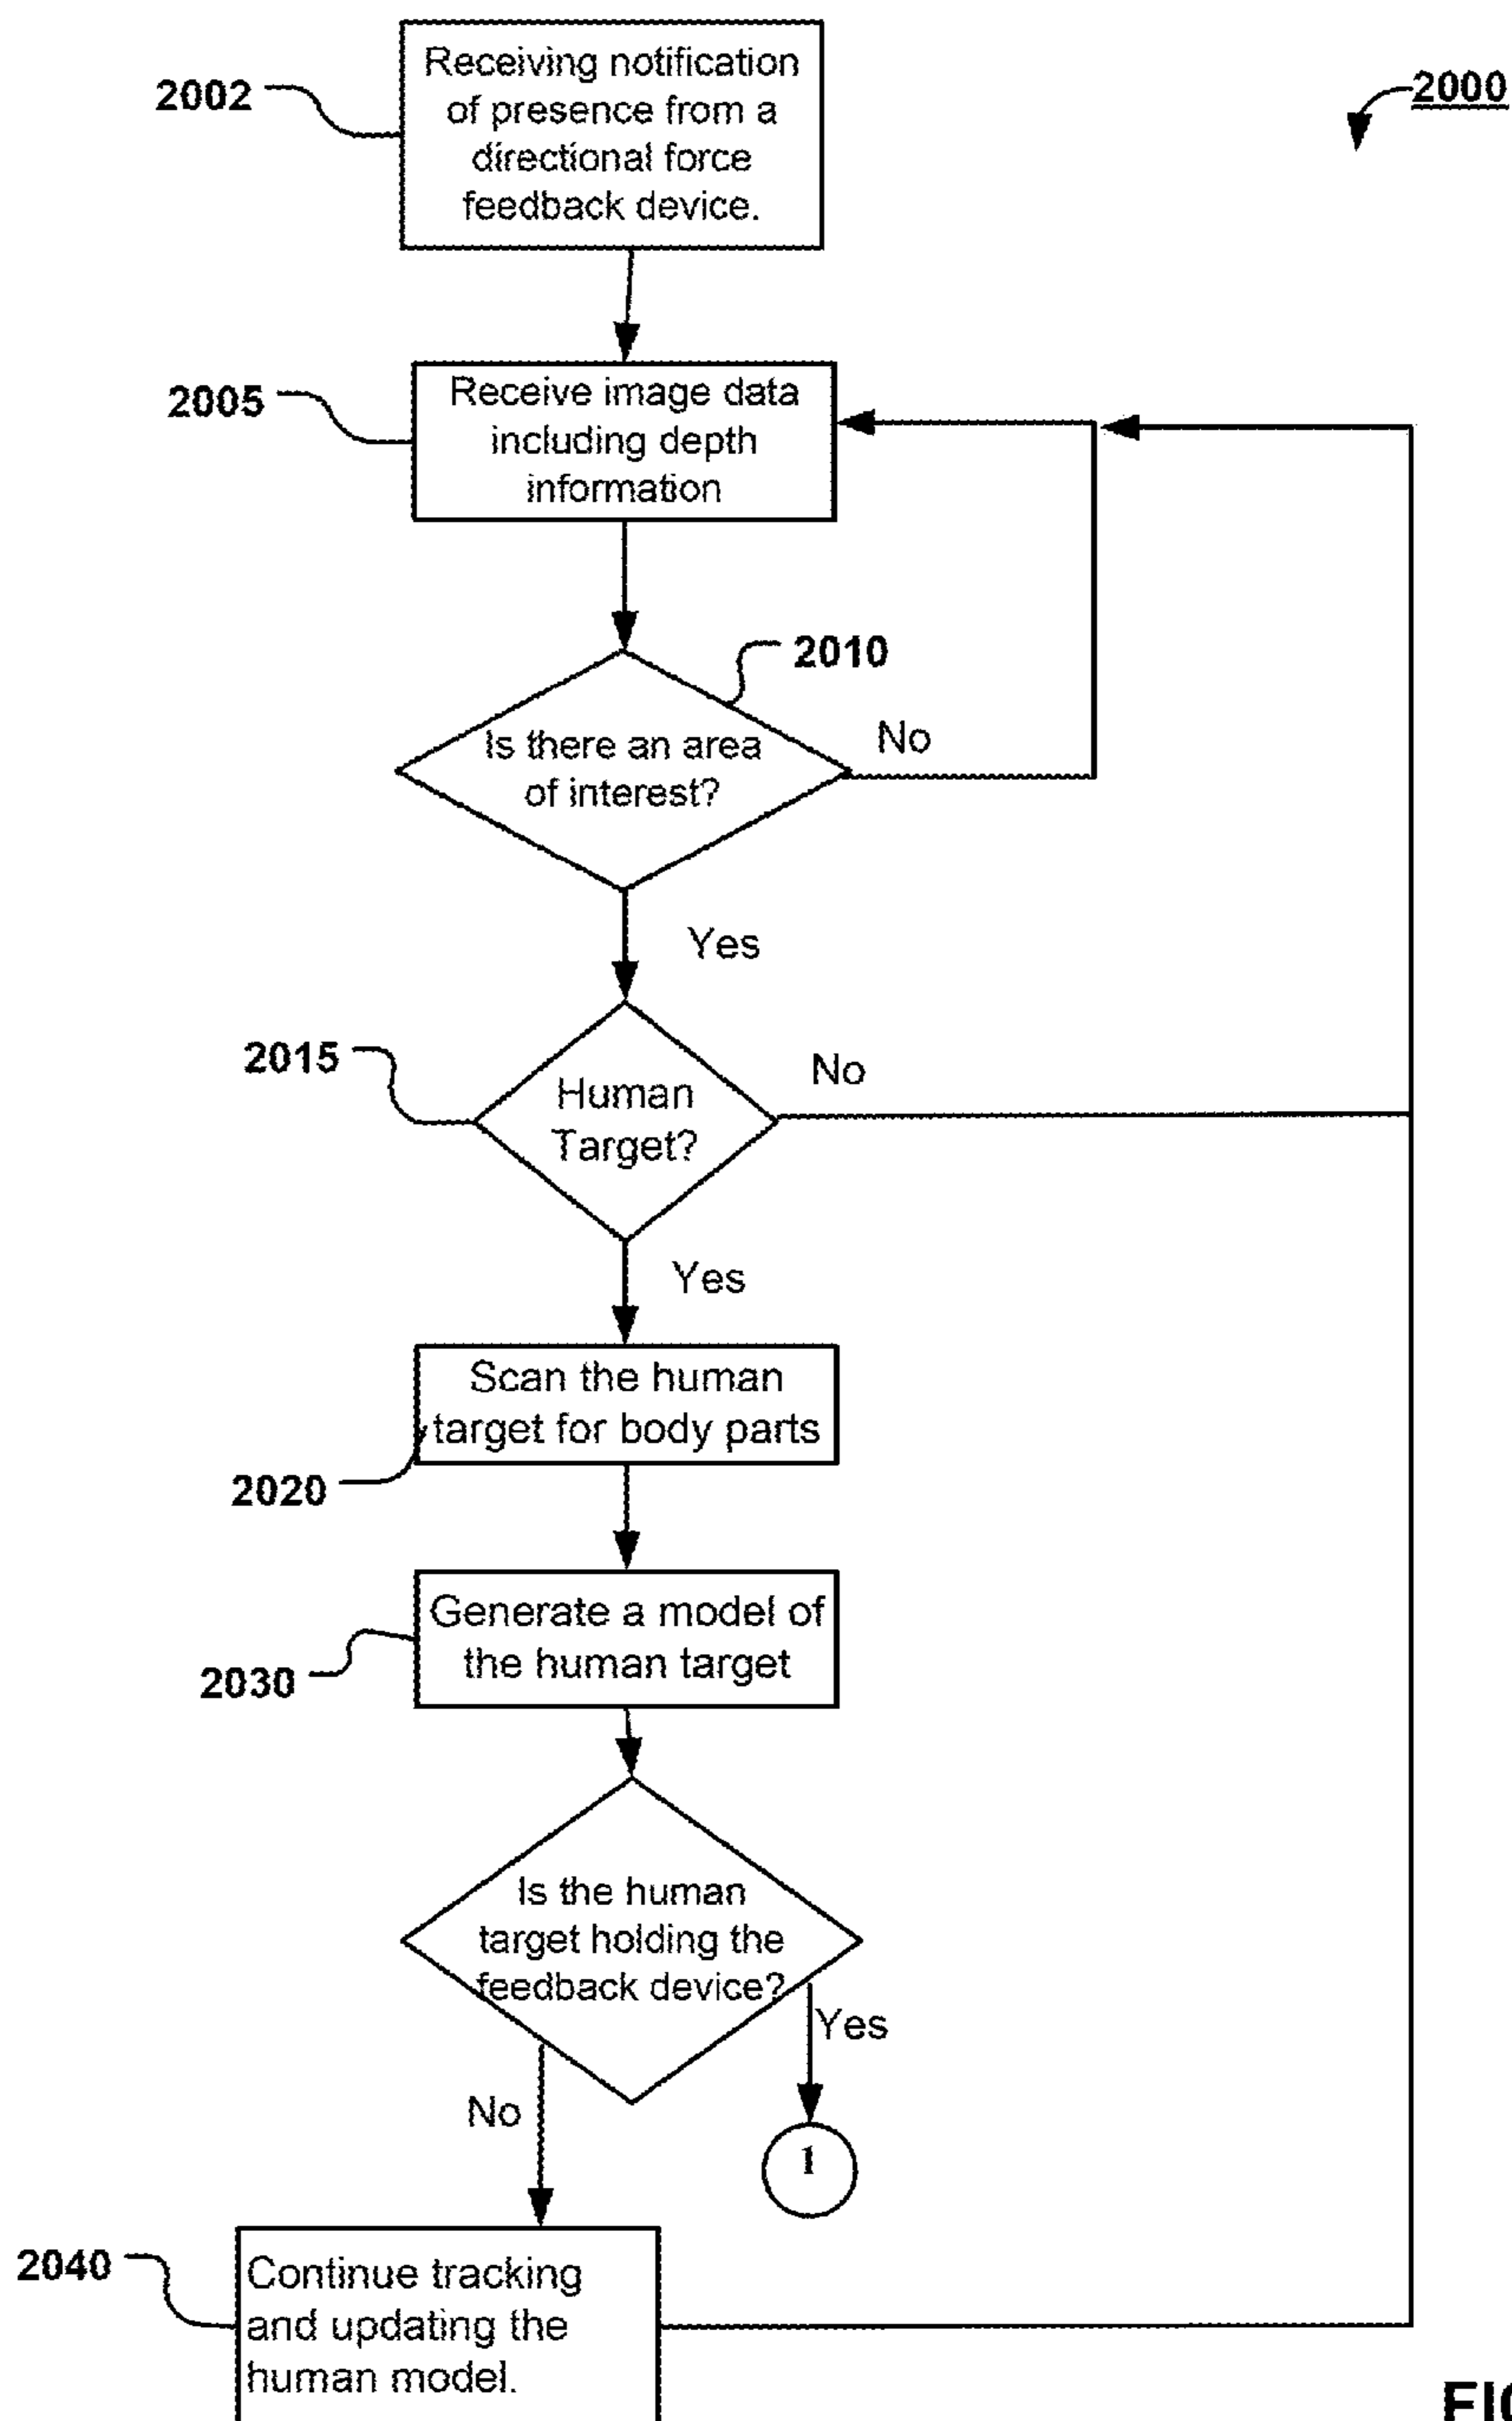 Receiving notification
of presence from a
directional force
feedback device.
2002
2000
Receive image data
including depth
information
2005
2010
Is there an area
of interest?
No
Yes
2015
Human
Target?
No
Yes
Scan the human
target for body parts
2020
Generate a model of
the human target
2030
Is the human
target holding the
feedback device?
Yes
No
1
2040
Continue tracking
and updating the
human model.